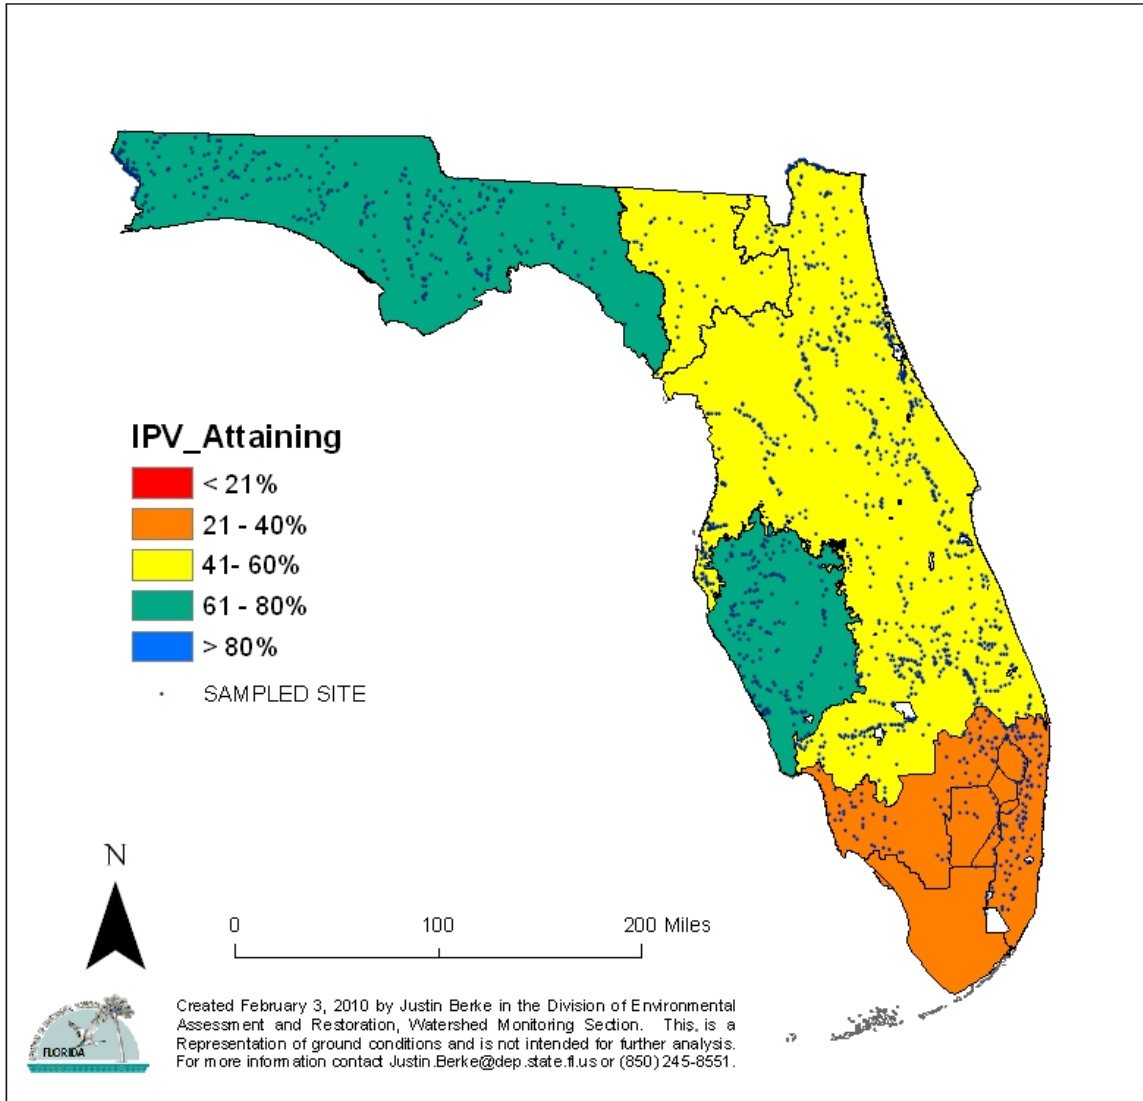 IPV_Attaining
< 21%
21 - 40%
41- 60%
61 - 80%
> 80%
SAMPLED SITE
N
0 100 200 Miles
Created February 3, 2010 by Justin Berke in the Division of Environmental
Assessment and Restoration, Watershed Monitoring Section. This, is a
Representation of ground conditions and is not intended for further analysis.
For more information contact Justin.Berke@dep.state.fl.us or (850) 245-8551.
FLORIDA